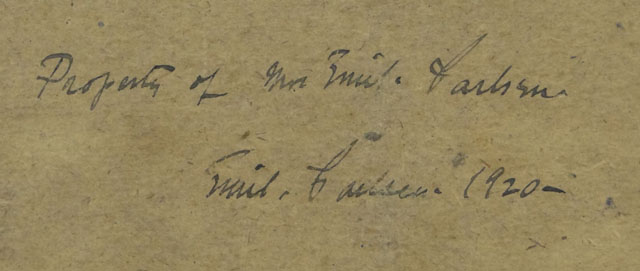 Property of Mrs Emil. Carlsen.
Emil. Carlsen. 1920-